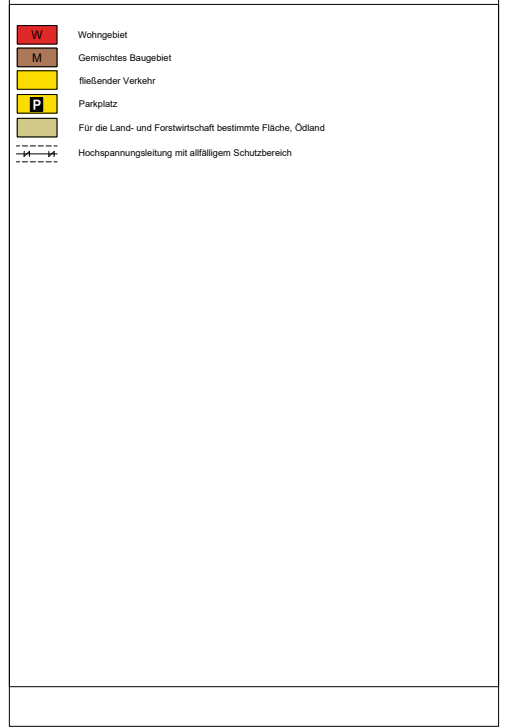 W Wohngebiet
M Gemischtes Baugebiet
fließender Verkehr
P Parkplatz
Für die Land- und Forstwirtschaft bestimmte Fläche, Ödland
Hochspannungsleitung mit allfälligem Schutzbereich